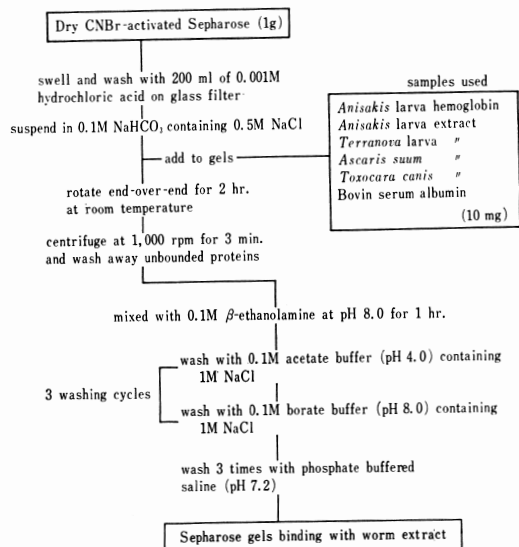 Dry CNBr-activated Sepharose (1g)
swell and wash with 200 ml of 0.001M
hydrochloric acid on glass filter
suspend in 0.1M NaHCO₃ containing 0.5M NaCl
add to gels
samples used
Anisakis larva hemoglobin
Anisakis larva extract
Terranova larva 〃
Ascaris suum 〃
Toxocara canis 〃
Bovin serum albumin
(10 mg)
rotate end-over-end for 2 hr.
at room temperature
centrifuge at 1,000 rpm for 3 min.
and wash away unbounded proteins
mixed with 0.1M β-ethanolamine at pH 8.0 for 1 hr.
3 washing cycles
wash with 0.1M acetate buffer (pH 4.0) containing
1M NaCl
wash with 0.1M borate buffer (pH 8.0) containing
1M NaCl
wash 3 times with phosphate buffered
saline (pH 7.2)
Sepharose gels binding with worm extract